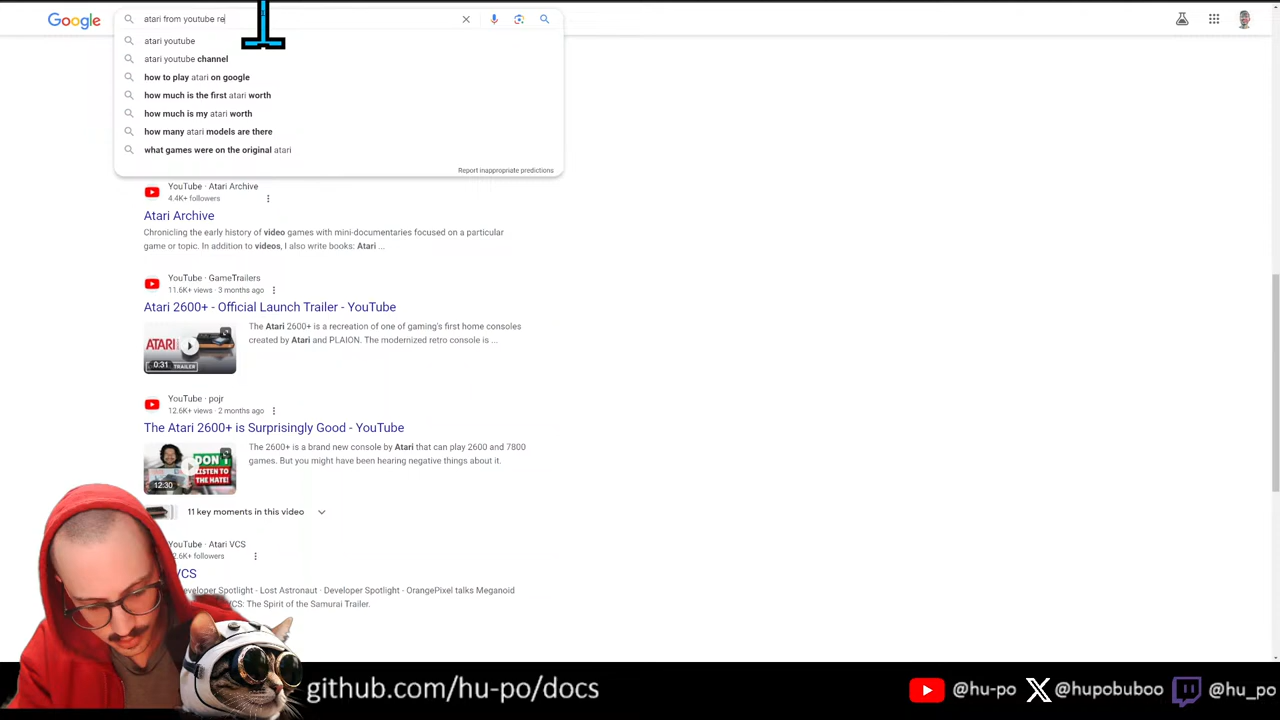 Google
atari from youtube re
atari youtube
atari youtube channel
how to play atari on google
how much is the first atari worth
how much is my atari worth
how many atari models are there
what games were on the original atari
Report inappropriate predictions
YouTube · Atari Archive
4.4K+ followers
Atari Archive
Chronicling the early history of video games with mini-documentaries focused on a particular
game or topic. In addition to videos, I also write books: Atari ...
YouTube · GameTrailers
11.6K+ views · 3 months ago
Atari 2600+ - Official Launch Trailer - YouTube
The Atari 2600+ is a recreation of one of gaming's first home consoles
created by Atari and PLAION. The modernized retro console is ...
ATARI
0:31
TRAILER
YouTube · pojr
12.6K+ views · 2 months ago
The Atari 2600+ is Surprisingly Good - YouTube
The 2600+ is a brand new console by Atari that can play 2600 and 7800
games. But you might have been hearing negative things about it.
DON'T
LISTEN TO
THE HATE!
12:30
11 key moments in this video
YouTube · Atari VCS
.6K+ followers
VCS
eveloper Spotlight · Lost Astronaut · Developer Spotlight · OrangePixel talks Meganoid
VCS: The Spirit of the Samurai Trailer.
github.com/hu-po/docs
@hu-po
@hupobuboo
@hu_po